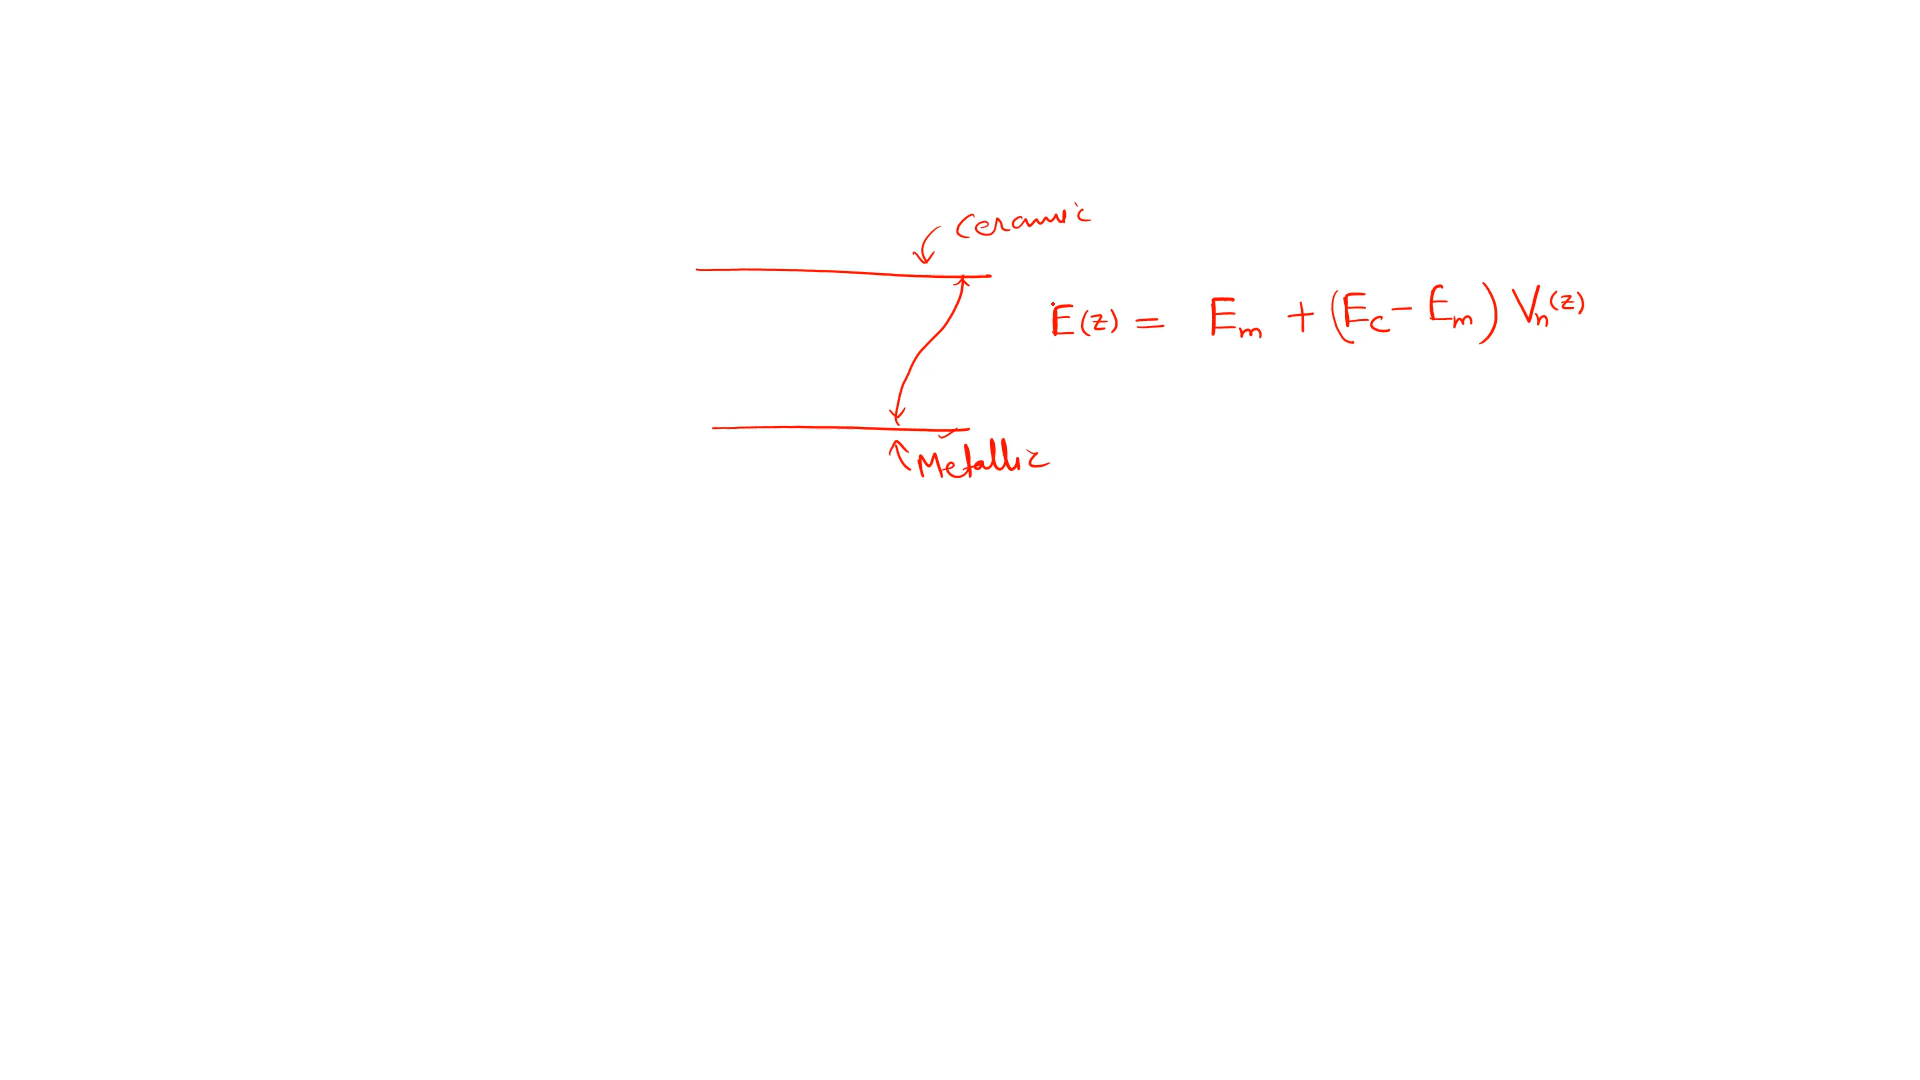 Ceramic
E(z) = Em + (Ec - Em) Vn(z)
Metallic